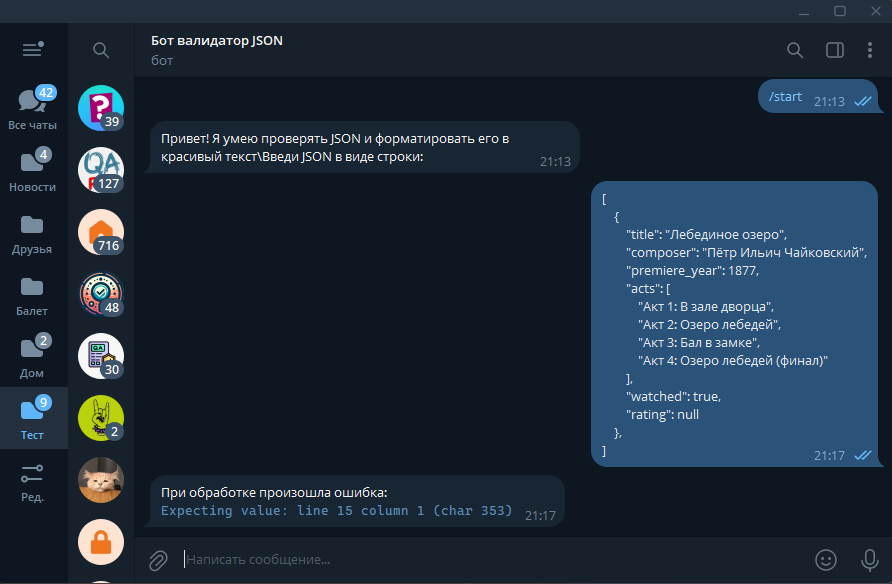 Бот валидатор JSON
бот
42
Все чаты
4
Новости
Друзья
Балет
2
Дом
9
Тест
Ред.
?
39
QA
127
716
48
QA
30
2
/start 21:13
Привет! Я умею проверять JSON и форматировать его в
красивый текст\Введи JSON в виде строки:
21:13
[
{
"title": "Лебединое озеро",
"composer": "Пётр Ильич Чайковский",
"premiere_year": 1877,
"acts": [
"Акт 1: В зале дворца",
"Акт 2: Озеро лебедей",
"Акт 3: Бал в замке",
"Акт 4: Озеро лебедей (финал)"
],
"watched": true,
"rating": null
},
]
21:17
При обработке произошла ошибка:
Expecting value: line 15 column 1 (char 353) 21:17
Написать сообщение...